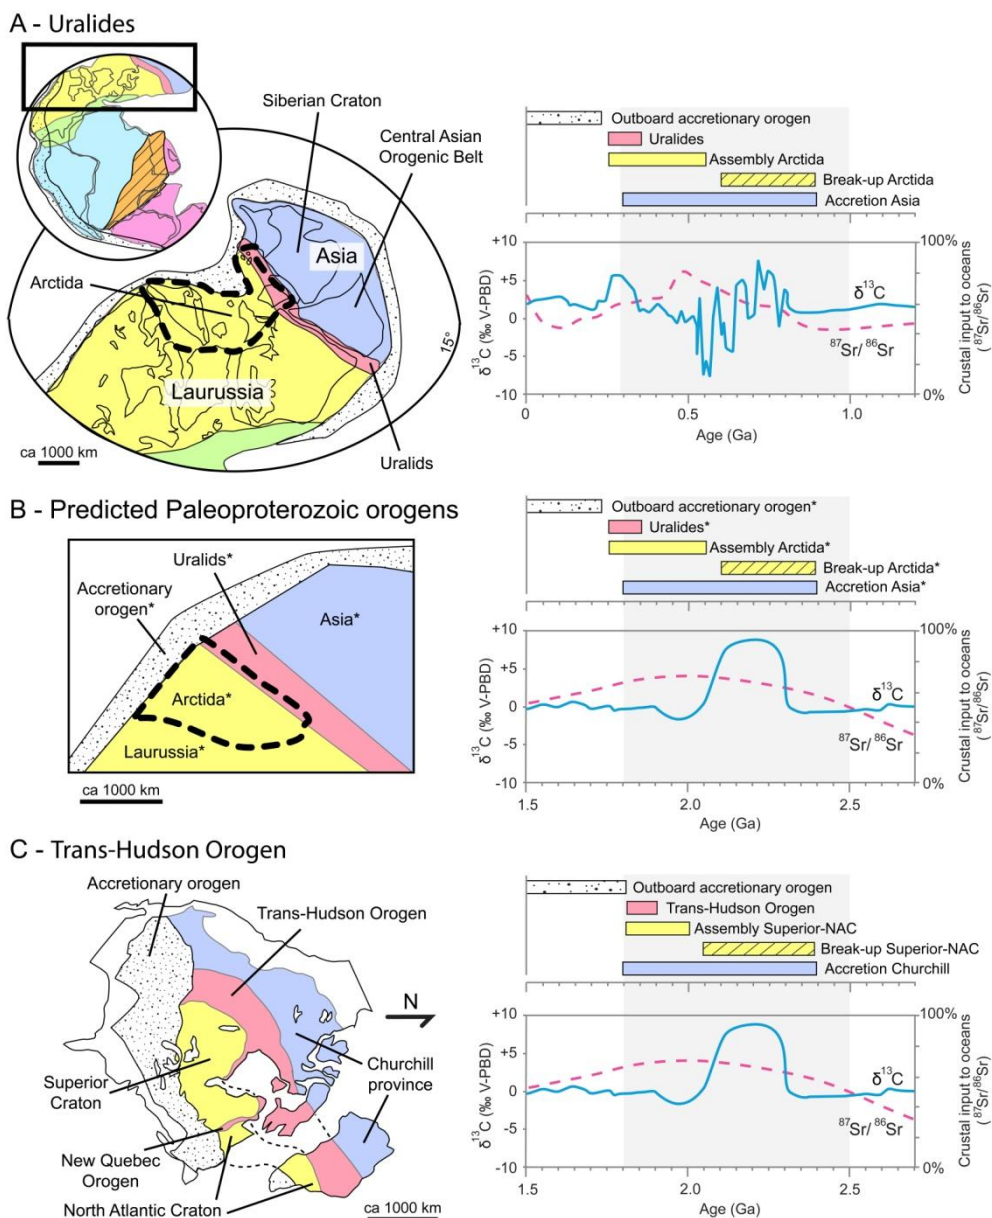 A - Uralides
Siberian Craton
Central Asian
Orogenic Belt
Asia
Arctida
Laurussia
15°
Uralids
ca 1000 km
Outboard accretionary orogen
Uralides
Assembly Arctida
Break-up Arctida
Accretion Asia
+10
+5
0
-5
-10
δ13C (‰ V-PBD)
δ13C
87Sr/ 86Sr
100%
0%
Crustal input to oceans
( 87Sr/86Sr)
0
0.5
1.0
Age (Ga)
B - Predicted Paleoproterozoic orogens
Uralids*
Accretionary
orogen*
Asia*
Arctida*
Laurussia*
ca 1000 km
Outboard accretionary orogen*
Uralides*
Assembly Arctida*
Break-up Arctida*
Accretion Asia*
+10
+5
0
-5
-10
δ13C (‰ V-PBD)
δ13C
87Sr/ 86Sr
100%
0%
Crustal input to oceans
( 87Sr/86Sr)
1.5
2.0
2.5
Age (Ga)
C - Trans-Hudson Orogen
Accretionary orogen
Trans-Hudson Orogen
N
Churchill
province
Superior
Craton
New Quebec
Orogen
North Atlantic Craton
ca 1000 km
Outboard accretionary orogen
Trans-Hudson Orogen
Assembly Superior-NAC
Break-up Superior-NAC
Accretion Churchill
+10
+5
0
-5
-10
δ13C (‰ V-PBD)
δ13C
87Sr/ 86Sr
100%
0%
Crustal input to oceans
( 87Sr/86Sr)
1.5
2.0
2.5
Age (Ga)